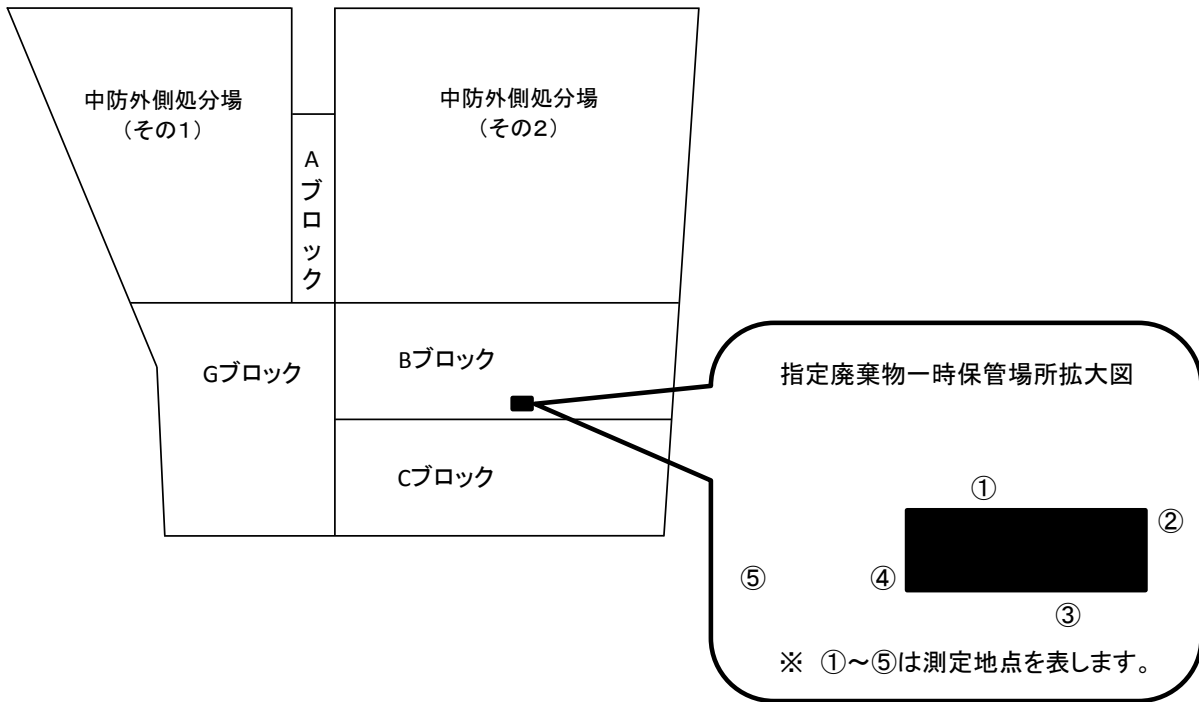 中防外側処分場
（その１）
中防外側処分場
（その２）
Aブロック
Gブロック
Bブロック
Cブロック
指定廃棄物一時保管場所拡大図
①
②
③
④
⑤
※　①～⑤は測定地点を表します。